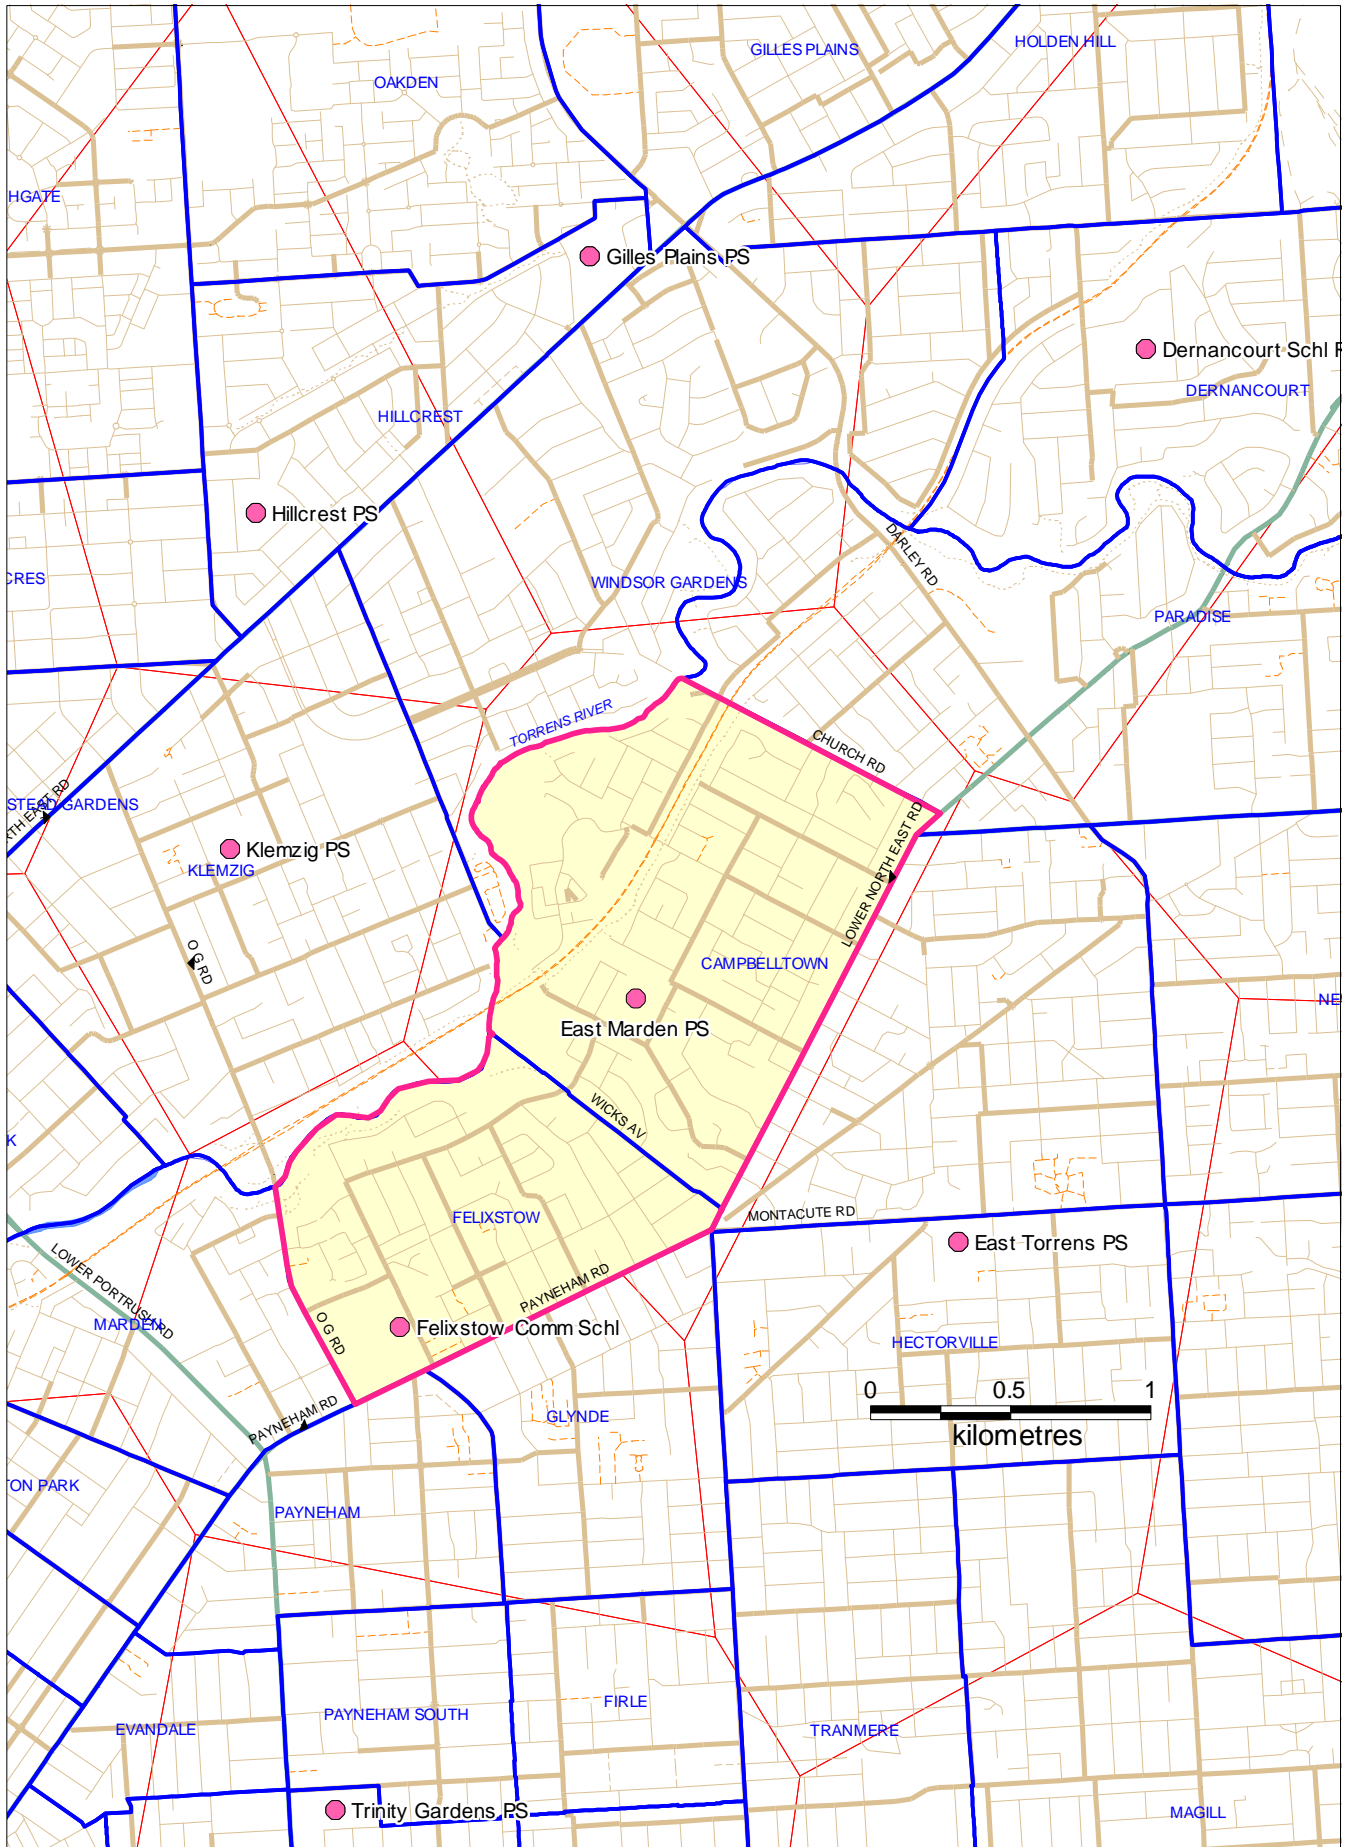 HOLDEN HILL
GILLES PLAINS
OAKDEN
HGATE
Gilles Plains PS
Dernancourt Schl
DERNANCOURT
HILLCREST
Hillcrest PS
DARLEY RD
CRES
WINDSOR GARDENS
PARADISE
TORRENS RIVER
CHURCH RD
STEAD GARDENS
RTH EAST RD
LOWER NORTH EAST RD
Klemzig PS
KLEMZIG
O G RD
CAMPBELLTOWN
NE
East Marden PS
WICKS AV
K
FELIXSTOW
MONTACUTE RD
East Torrens PS
LOWER PORTRUSH RD
PAYNEHAM RD
MARDEN
O G RD
Felixstow Comm Schl
HECTORVILLE
0 0.5 1
kilometres
PAYNEHAM RD
GLYNDE
TON PARK
PAYNEHAM
FIRLE
PAYNEHAM SOUTH
EVANDALE
TRANMERE
Trinity Gardens PS
MAGILL